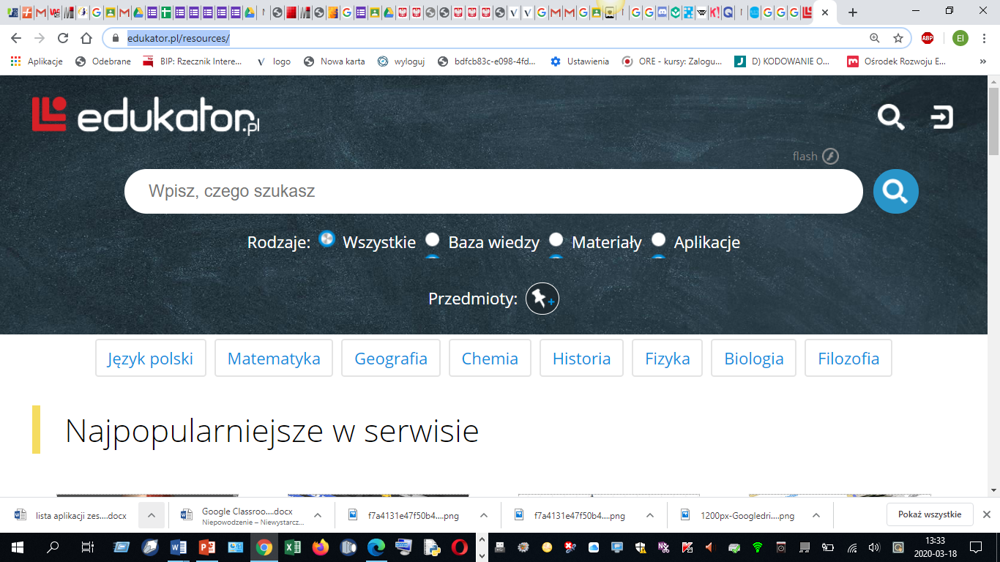 edukator.pl/resources/
ABP
El
Aplikacje
Odebrane
BIP: Rzecznik Intere...
logo
Nowa karta
wyloguj
bdfcb83c-e098-4fd...
Ustawienia
ORE - kursy: Zalogu...
D) KODOWANIE O...
Ośrodek Rozwoju E...
»
edukator.pl
flash
Wpisz, czego szukasz
Rodzaje: Wszystkie Baza wiedzy Materiały Aplikacje
Przedmioty:
Język polski
Matematyka
Geografia
Chemia
Historia
Fizyka
Biologia
Filozofia
Najpopularniejsze w serwisie
lista aplikacji zes....docx
Google Classroo....docx
Niepowodzenie – Niewystarcz...
f7a4131e47f50b4....png
f7a4131e47f50b4....png
1200px-Googledri....png
Pokaż wszystkie
13:33
2020-03-18